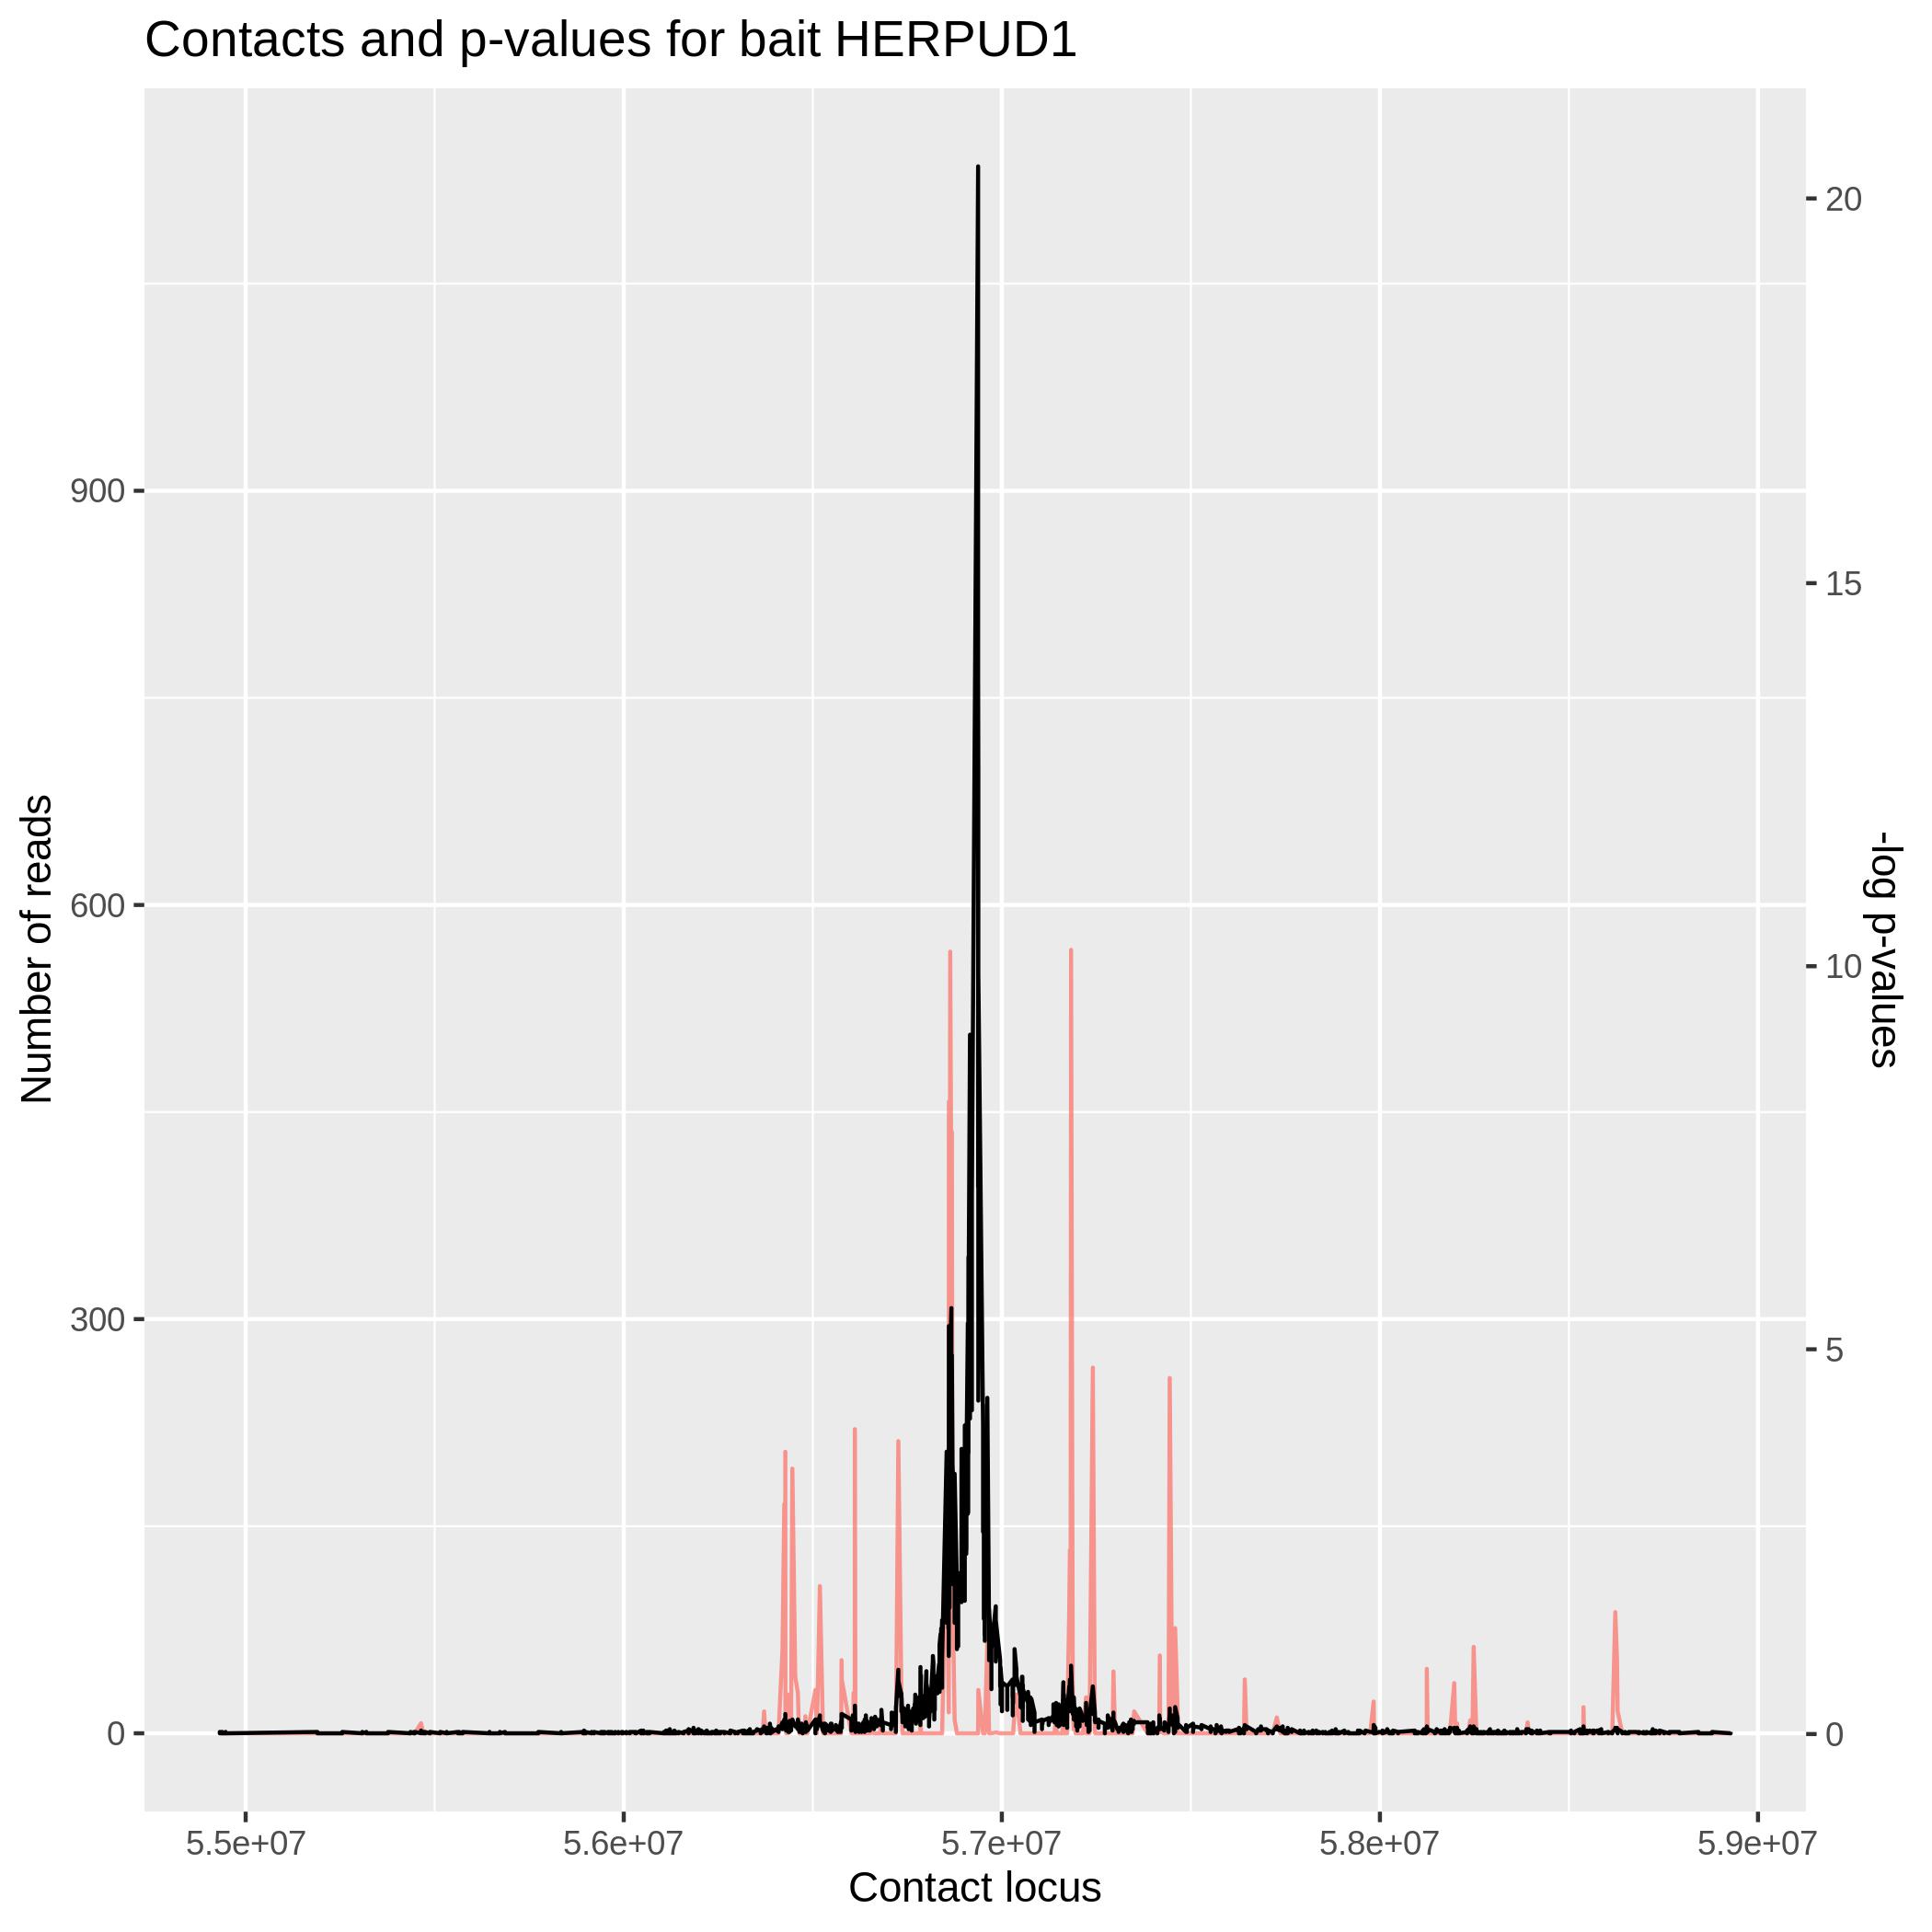 Contacts and p-values for bait HERPUD1
Number of reads
900
600
300
0
20
15
10
5
0
-log p-values
5.5e+07
5.6e+07
5.7e+07
5.8e+07
5.9e+07
Contact locus